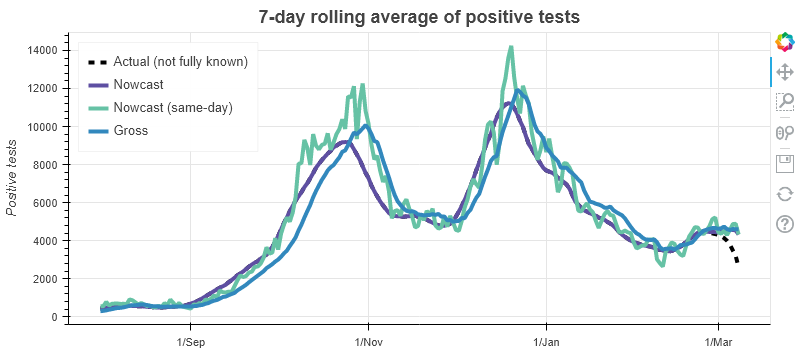 7-day rolling average of positive tests
Actual (not fully known)
Nowcast
Nowcast (same-day)
Gross
Positive tests
14000
12000
10000
8000
6000
4000
2000
0
1/Sep
1/Nov
1/Jan
1/Mar
?